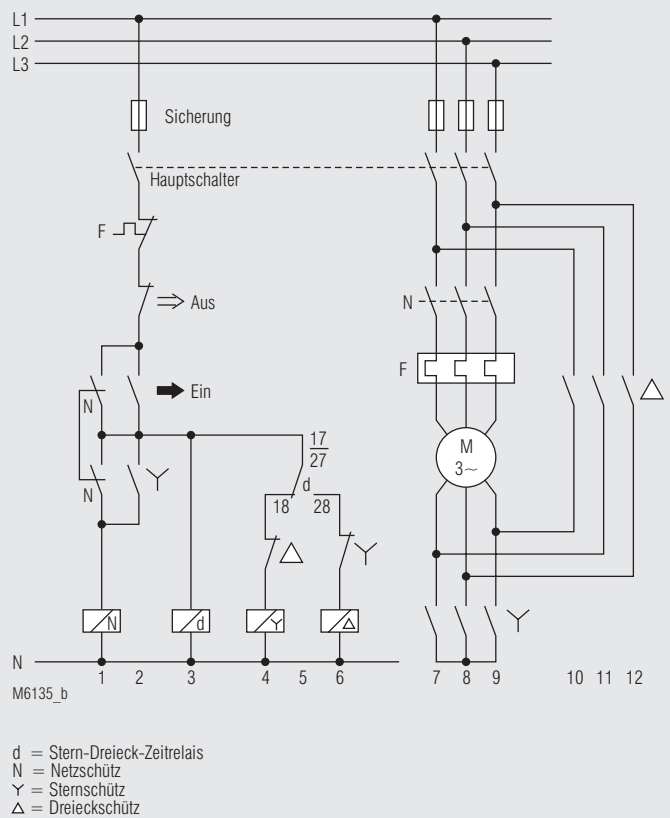 L1
L2
L3
Sicherung
Hauptschalter
F
Aus
N
F
N
Ein
M
3~
17
27
d
18 28
N
N d Y △
N
1 2 3 4 5 6 7 8 9 10 11 12
M6135_b
d = Stern-Dreieck-Zeitrelais
N = Netzschütz
Y = Sternschütz
△ = Dreieckschütz